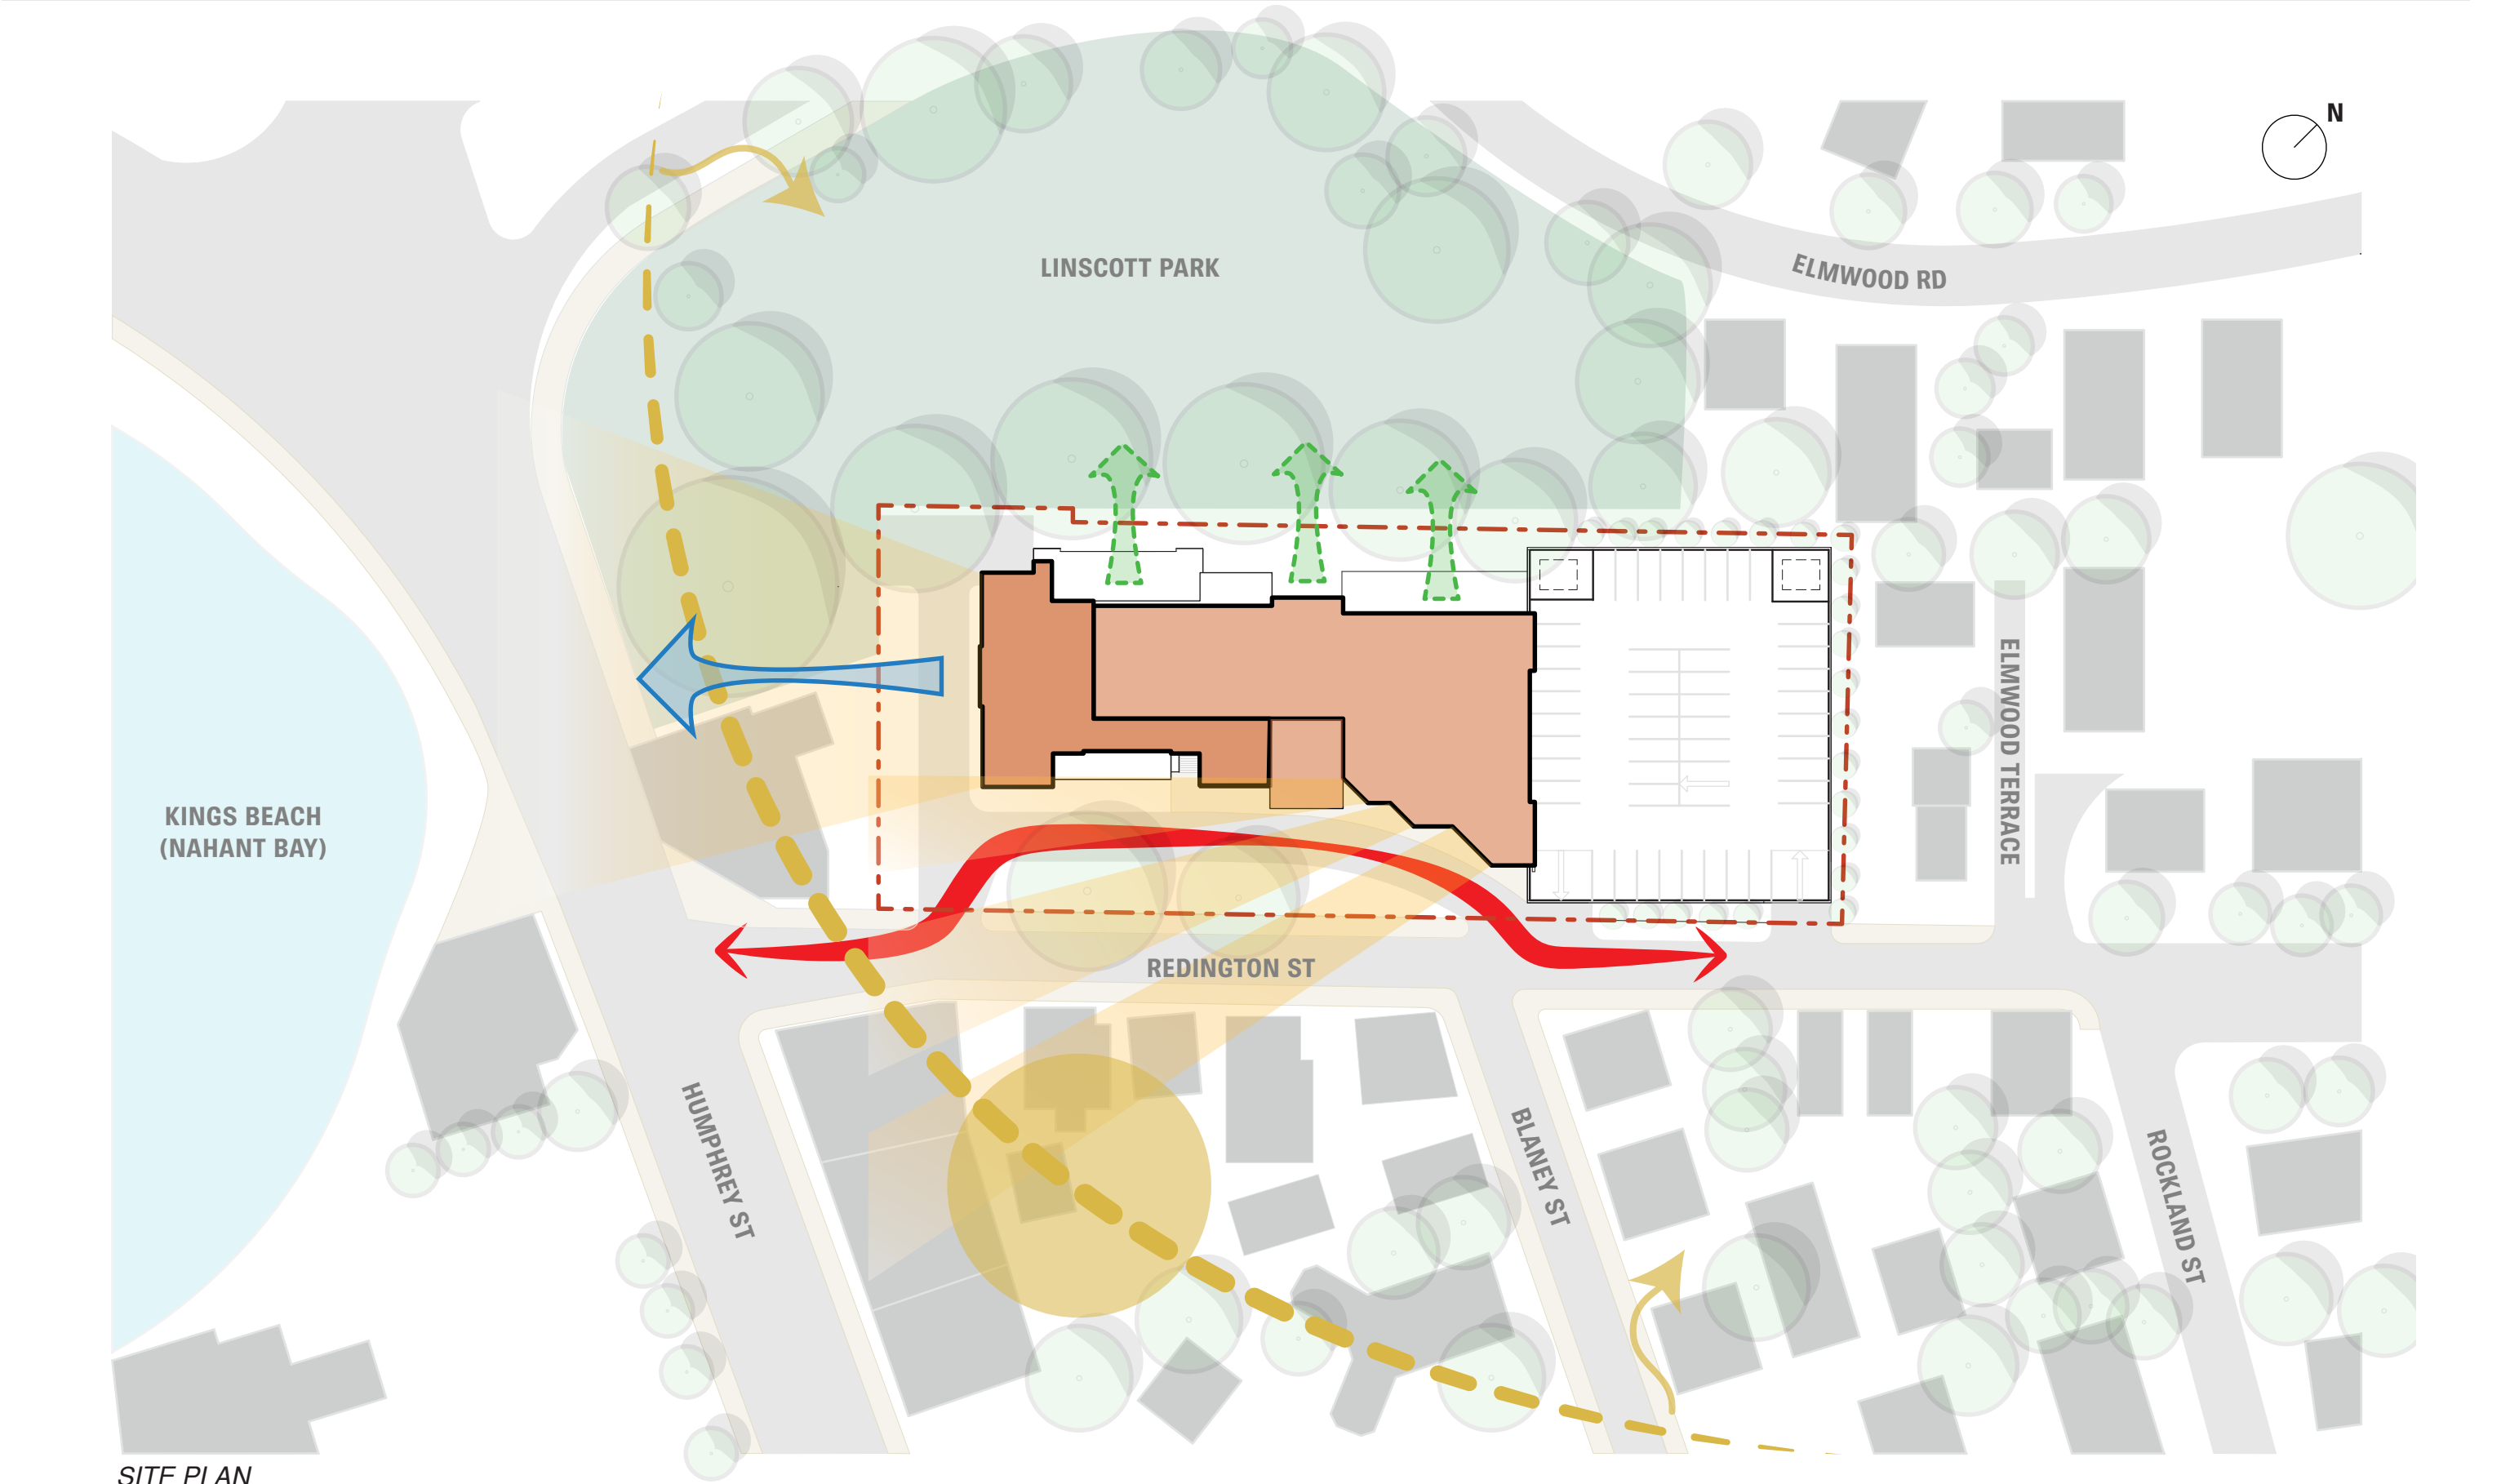 N
LINSCOTT PARK
ELMWOOD RD
ELMWOOD TERRACE
KINGS BEACH
(NAHANT BAY)
REDINGTON ST
HUMPHREY ST
BLANEY ST
ROCKLAND ST
SITE PLAN